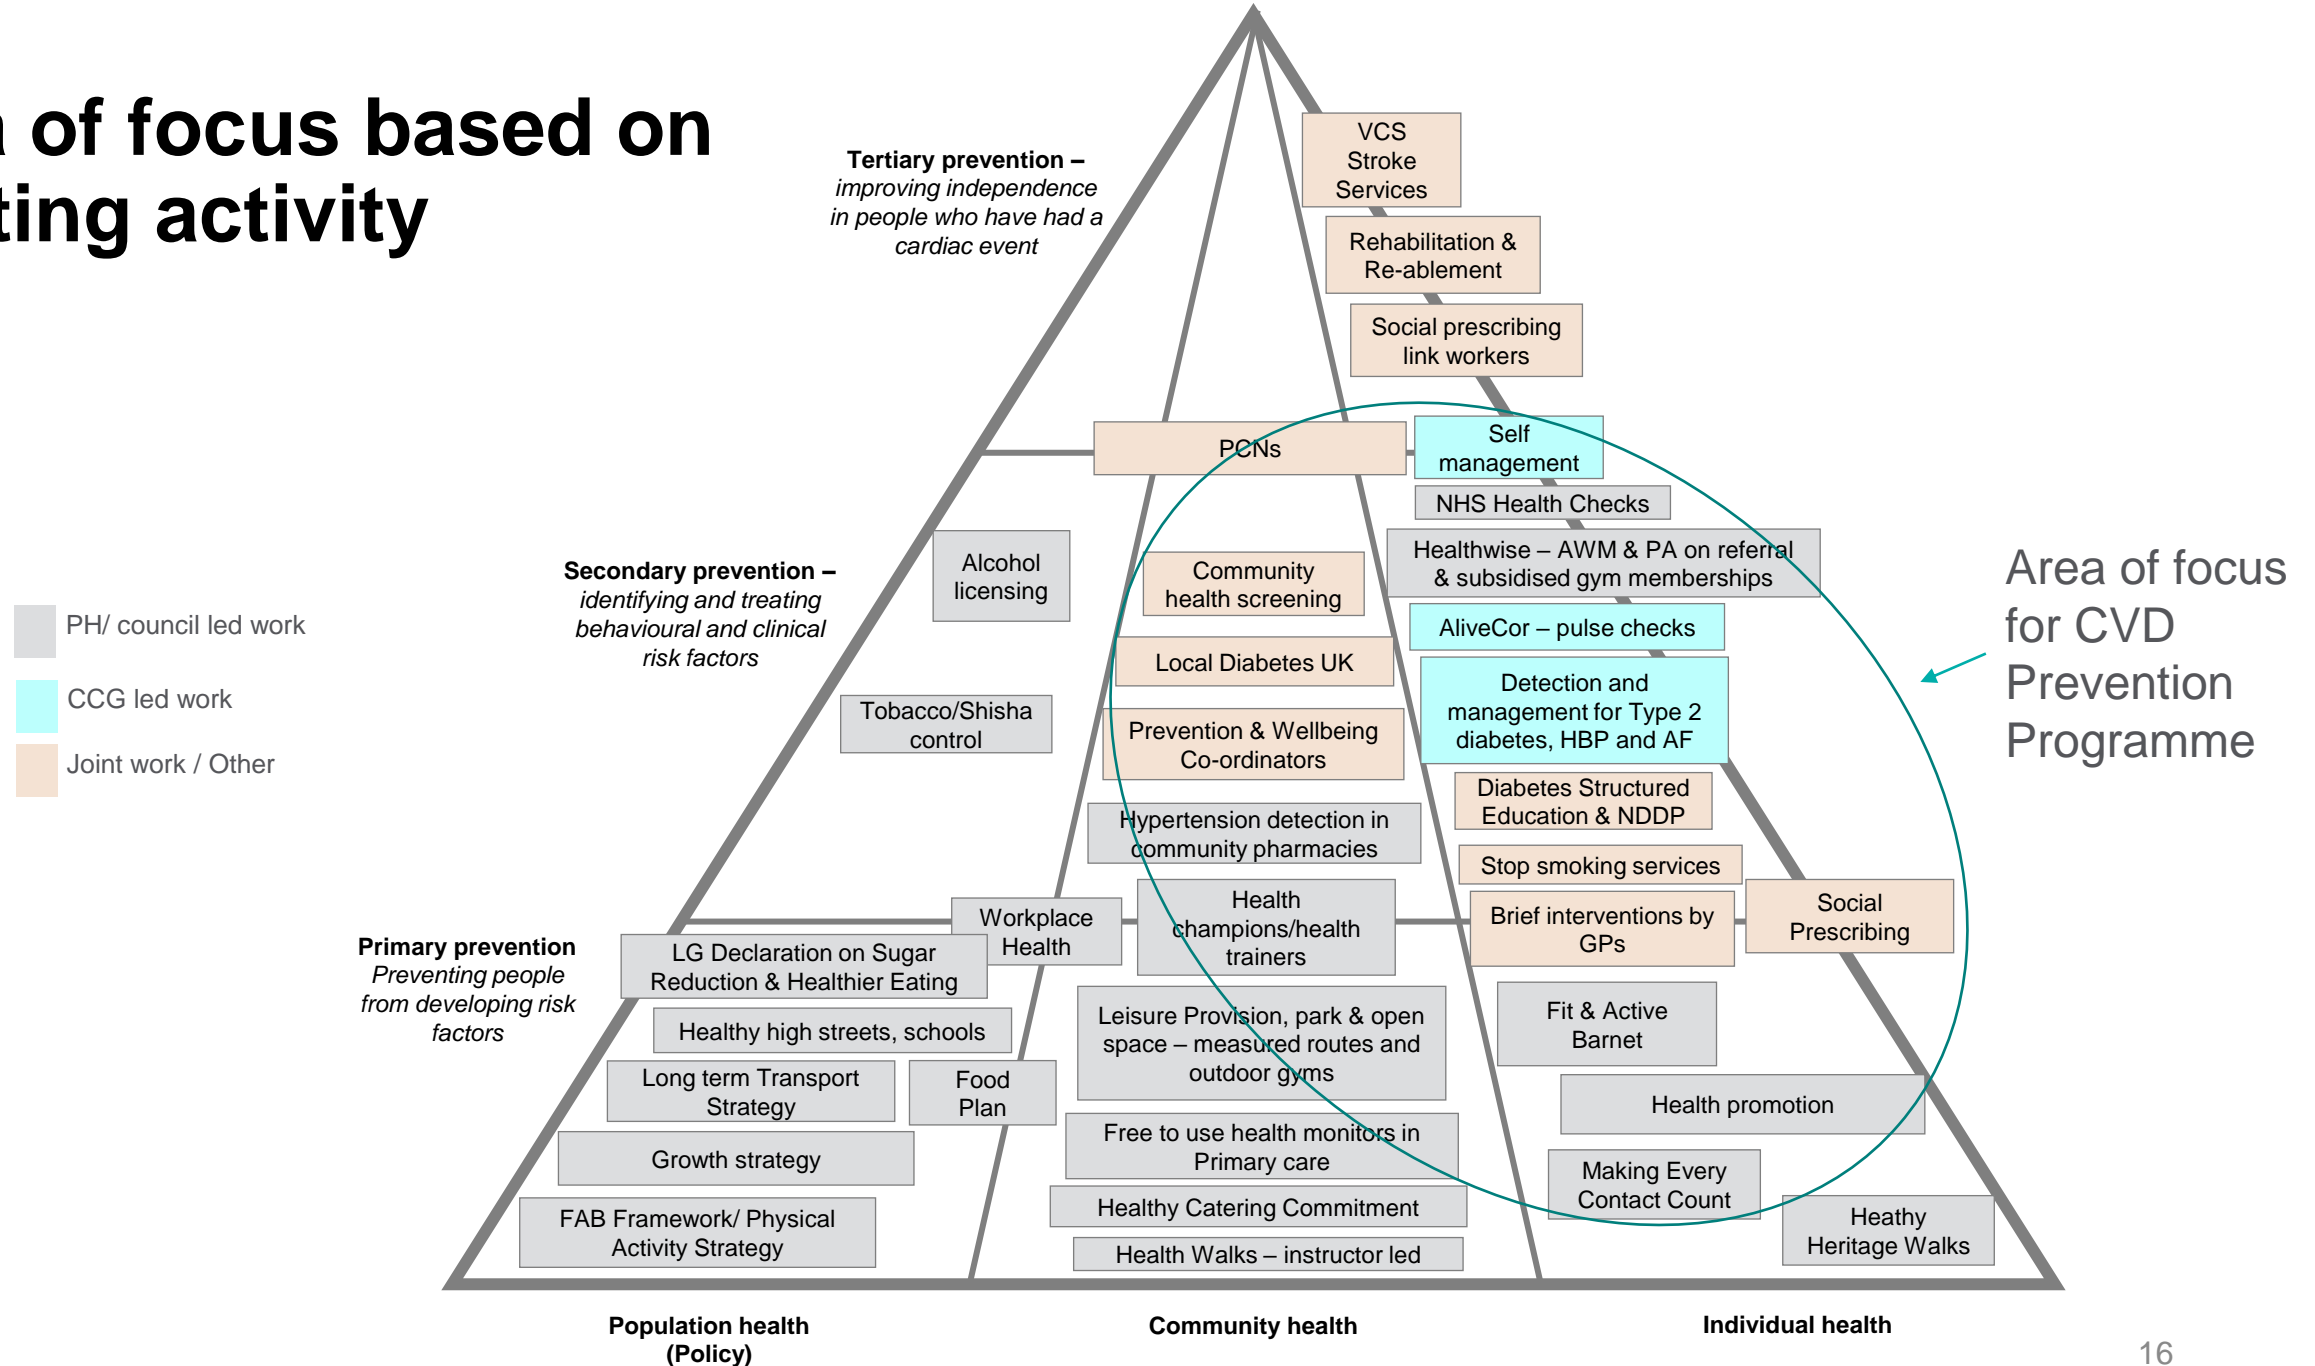 a of focus based on
ting activity
Tertiary prevention –
improving independence
in people who have had a
cardiac event
VCS
Stroke
Services
Rehabilitation &
Re-ablement
Social prescribing
link workers
PCNs
Self
management
NHS Health Checks
Healthwise – AWM & PA on referral
& subsidised gym memberships
AliveCor – pulse checks
Detection and
management for Type 2
diabetes, HBP and AF
Diabetes Structured
Education & NDDP
Stop smoking services
Brief interventions by
GPs
Social
Prescribing
Secondary prevention –
identifying and treating
behavioural and clinical
risk factors
Alcohol
licensing
Tobacco/Shisha
control
Community
health screening
Local Diabetes UK
Prevention & Wellbeing
Co-ordinators
Hypertension detection in
community pharmacies
Health
champions/health
trainers
Workplace
Health
Area of focus
for CVD
Prevention
Programme
PH/ council led work
CCG led work
Joint work / Other
Primary prevention
Preventing people
from developing risk
factors
LG Declaration on Sugar
Reduction & Healthier Eating
Healthy high streets, schools
Long term Transport
Strategy
Food
Plan
Growth strategy
FAB Framework/ Physical
Activity Strategy
Leisure Provision, park & open
space – measured routes and
outdoor gyms
Free to use health monitors in
Primary care
Healthy Catering Commitment
Health Walks – instructor led
Fit & Active
Barnet
Health promotion
Making Every
Contact Count
Heathy
Heritage Walks
Population health
(Policy)
Community health
Individual health
16